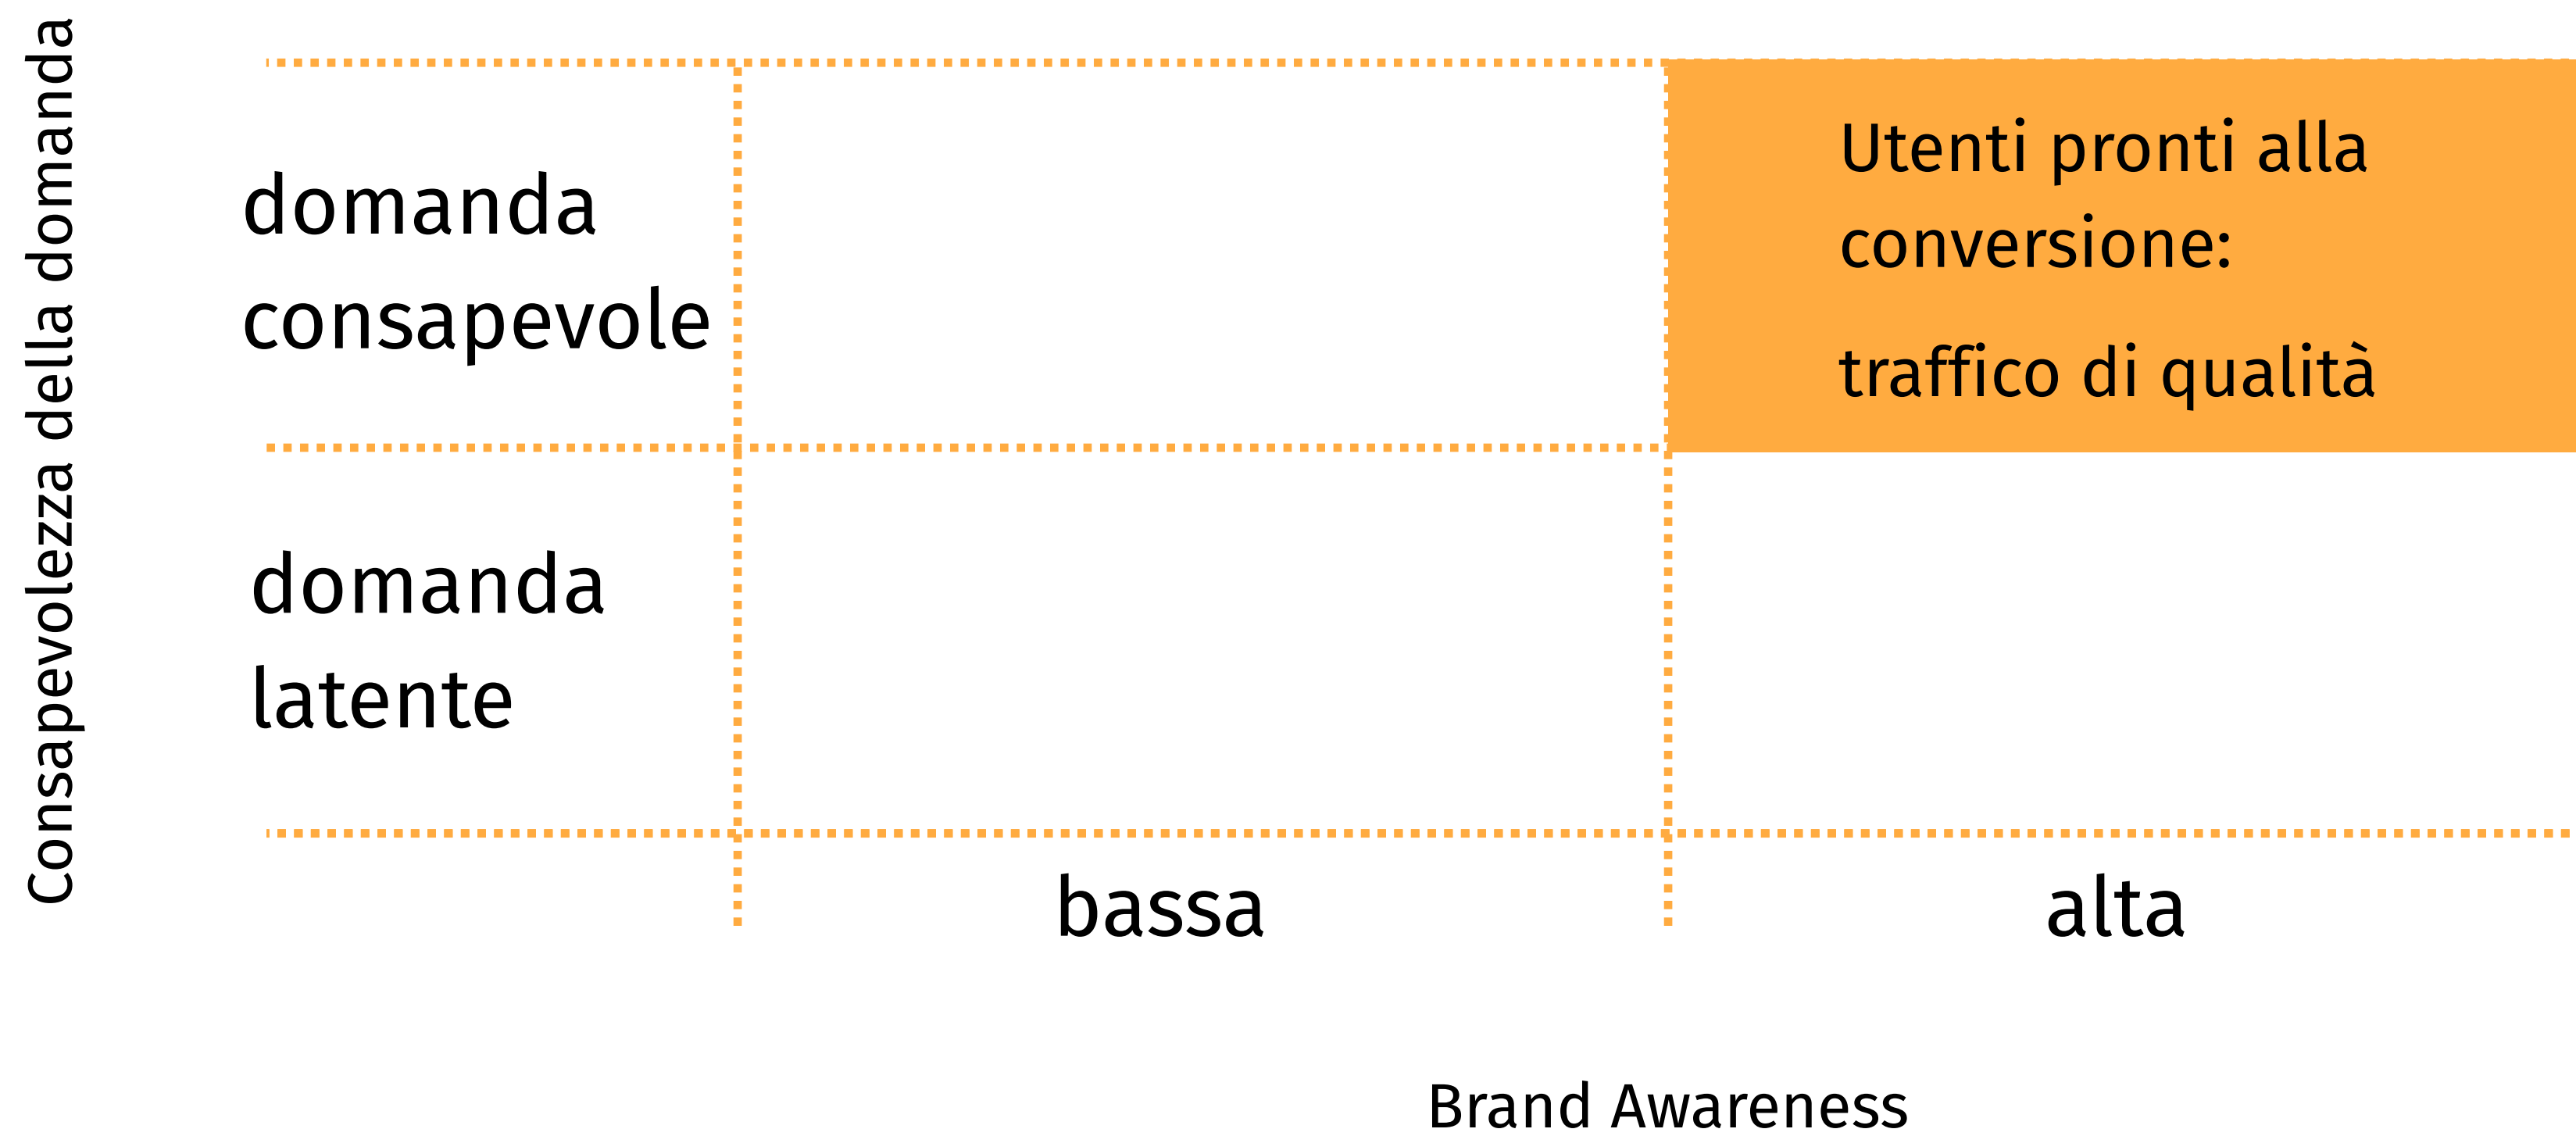 Consapevolezza della domanda
domanda
consapevole
Utenti pronti alla
conversione:
traffico di qualità
domanda
latente
bassa
alta
Brand Awareness